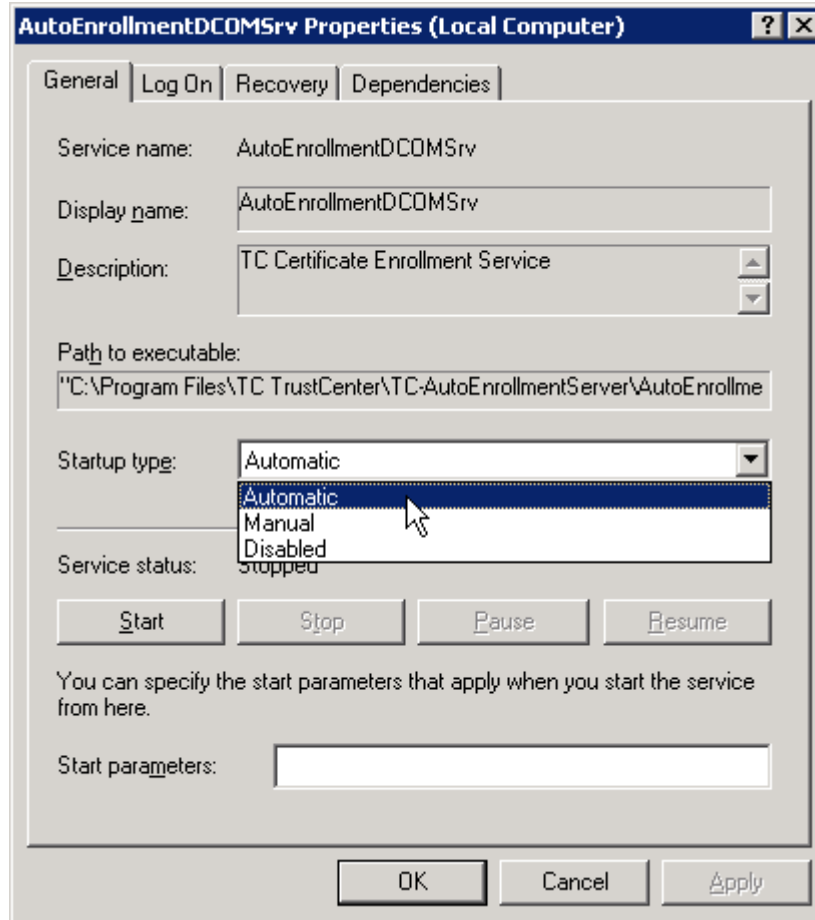 AutoEnrollmentDCOMSrv Properties (Local Computer)
General Log On Recovery Dependencies
Service name: AutoEnrollmentDCOMSrv
Display name: AutoEnrollmentDCOMSrv
Description: TC Certificate Enrollment Service
Path to executable:
"C:\Program Files\TC TrustCenter\TC-AutoEnrollmentServer\AutoEnrollme
Startup type: Automatic
Automatic
Manual
Disabled
Service status: Stopped
Start Stop Pause Resume
You can specify the start parameters that apply when you start the service
from here.
Start parameters:
OK Cancel Apply